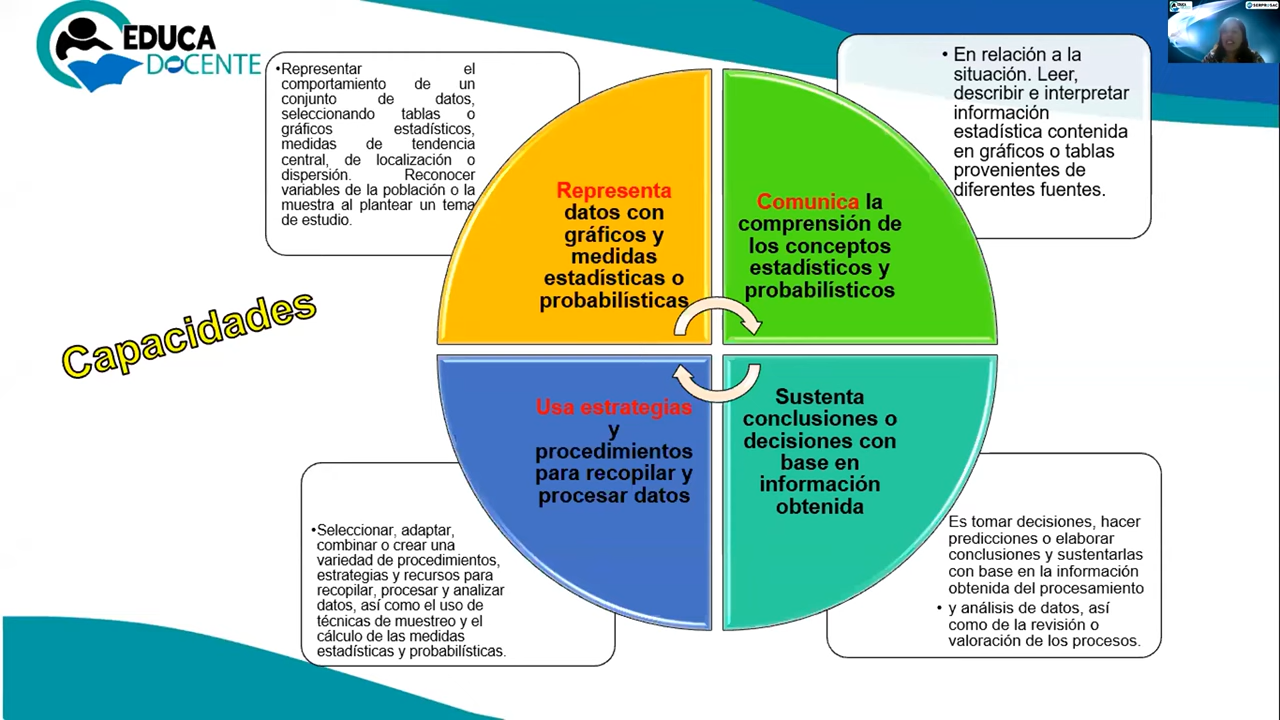 EDUCA
DOCENTE
•Representar el
comportamiento de un
conjunto de datos,
seleccionando tablas o
gráficos estadísticos,
medidas de tendencia
central, de localización o
dispersión. Reconocer
variables de la población o la
muestra al plantear un tema
de estudio.
• En relación a la
situación. Leer,
describir e interpretar
información
estadística contenida
en gráficos o tablas
provenientes de
diferentes fuentes.
Representa
datos con
gráficos y
medidas
estadísticas o
probabilísticas
Comunica la
comprensión de
los conceptos
estadísticos y
probabilísticos
Capacidades
Usa estrategias
y
procedimientos
para recopilar y
procesar datos
Sustenta
conclusiones o
decisiones con
base en
información
obtenida
•Seleccionar, adaptar,
combinar o crear una
variedad de procedimientos,
estrategias y recursos para
recopilar, procesar y analizar
datos, así como el uso de
técnicas de muestreo y el
cálculo de las medidas
estadísticas y probabilísticas.
Es tomar decisiones, hacer
predicciones o elaborar
conclusiones y sustentarlas
con base en la información
obtenida del procesamiento
• y análisis de datos, así
como de la revisión o
valoración de los procesos.